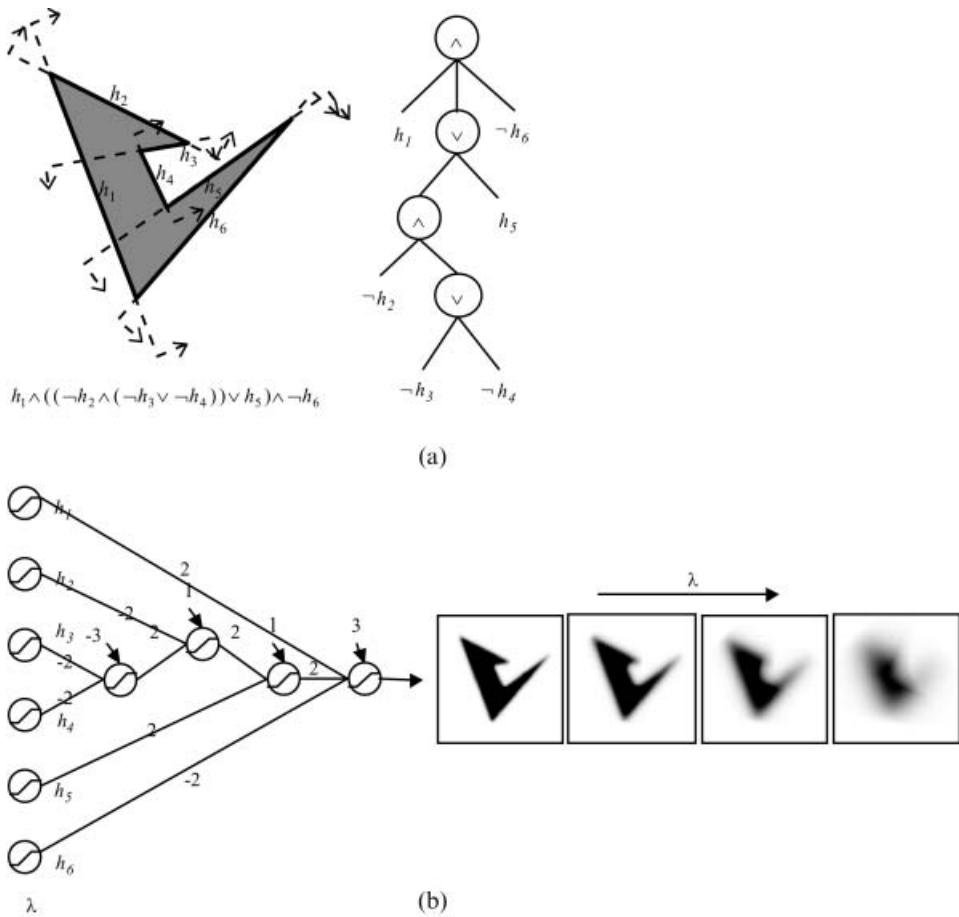 h₂
h₃
h₄
h₁
h₅
h₆
∧
h₁
∨
¬h₆
∧
h₅
¬h₂
∨
¬h₃
¬h₄
h₁∧((¬h₂∧(¬h₃∨¬h₄))∨h₅)∧¬h₆
(a)
h₁
2
h₂
-2
1
h₃
-3
2
2
1
3
-2
2
-2
h₄
2
h₅
-2
h₆
λ
λ
(b)